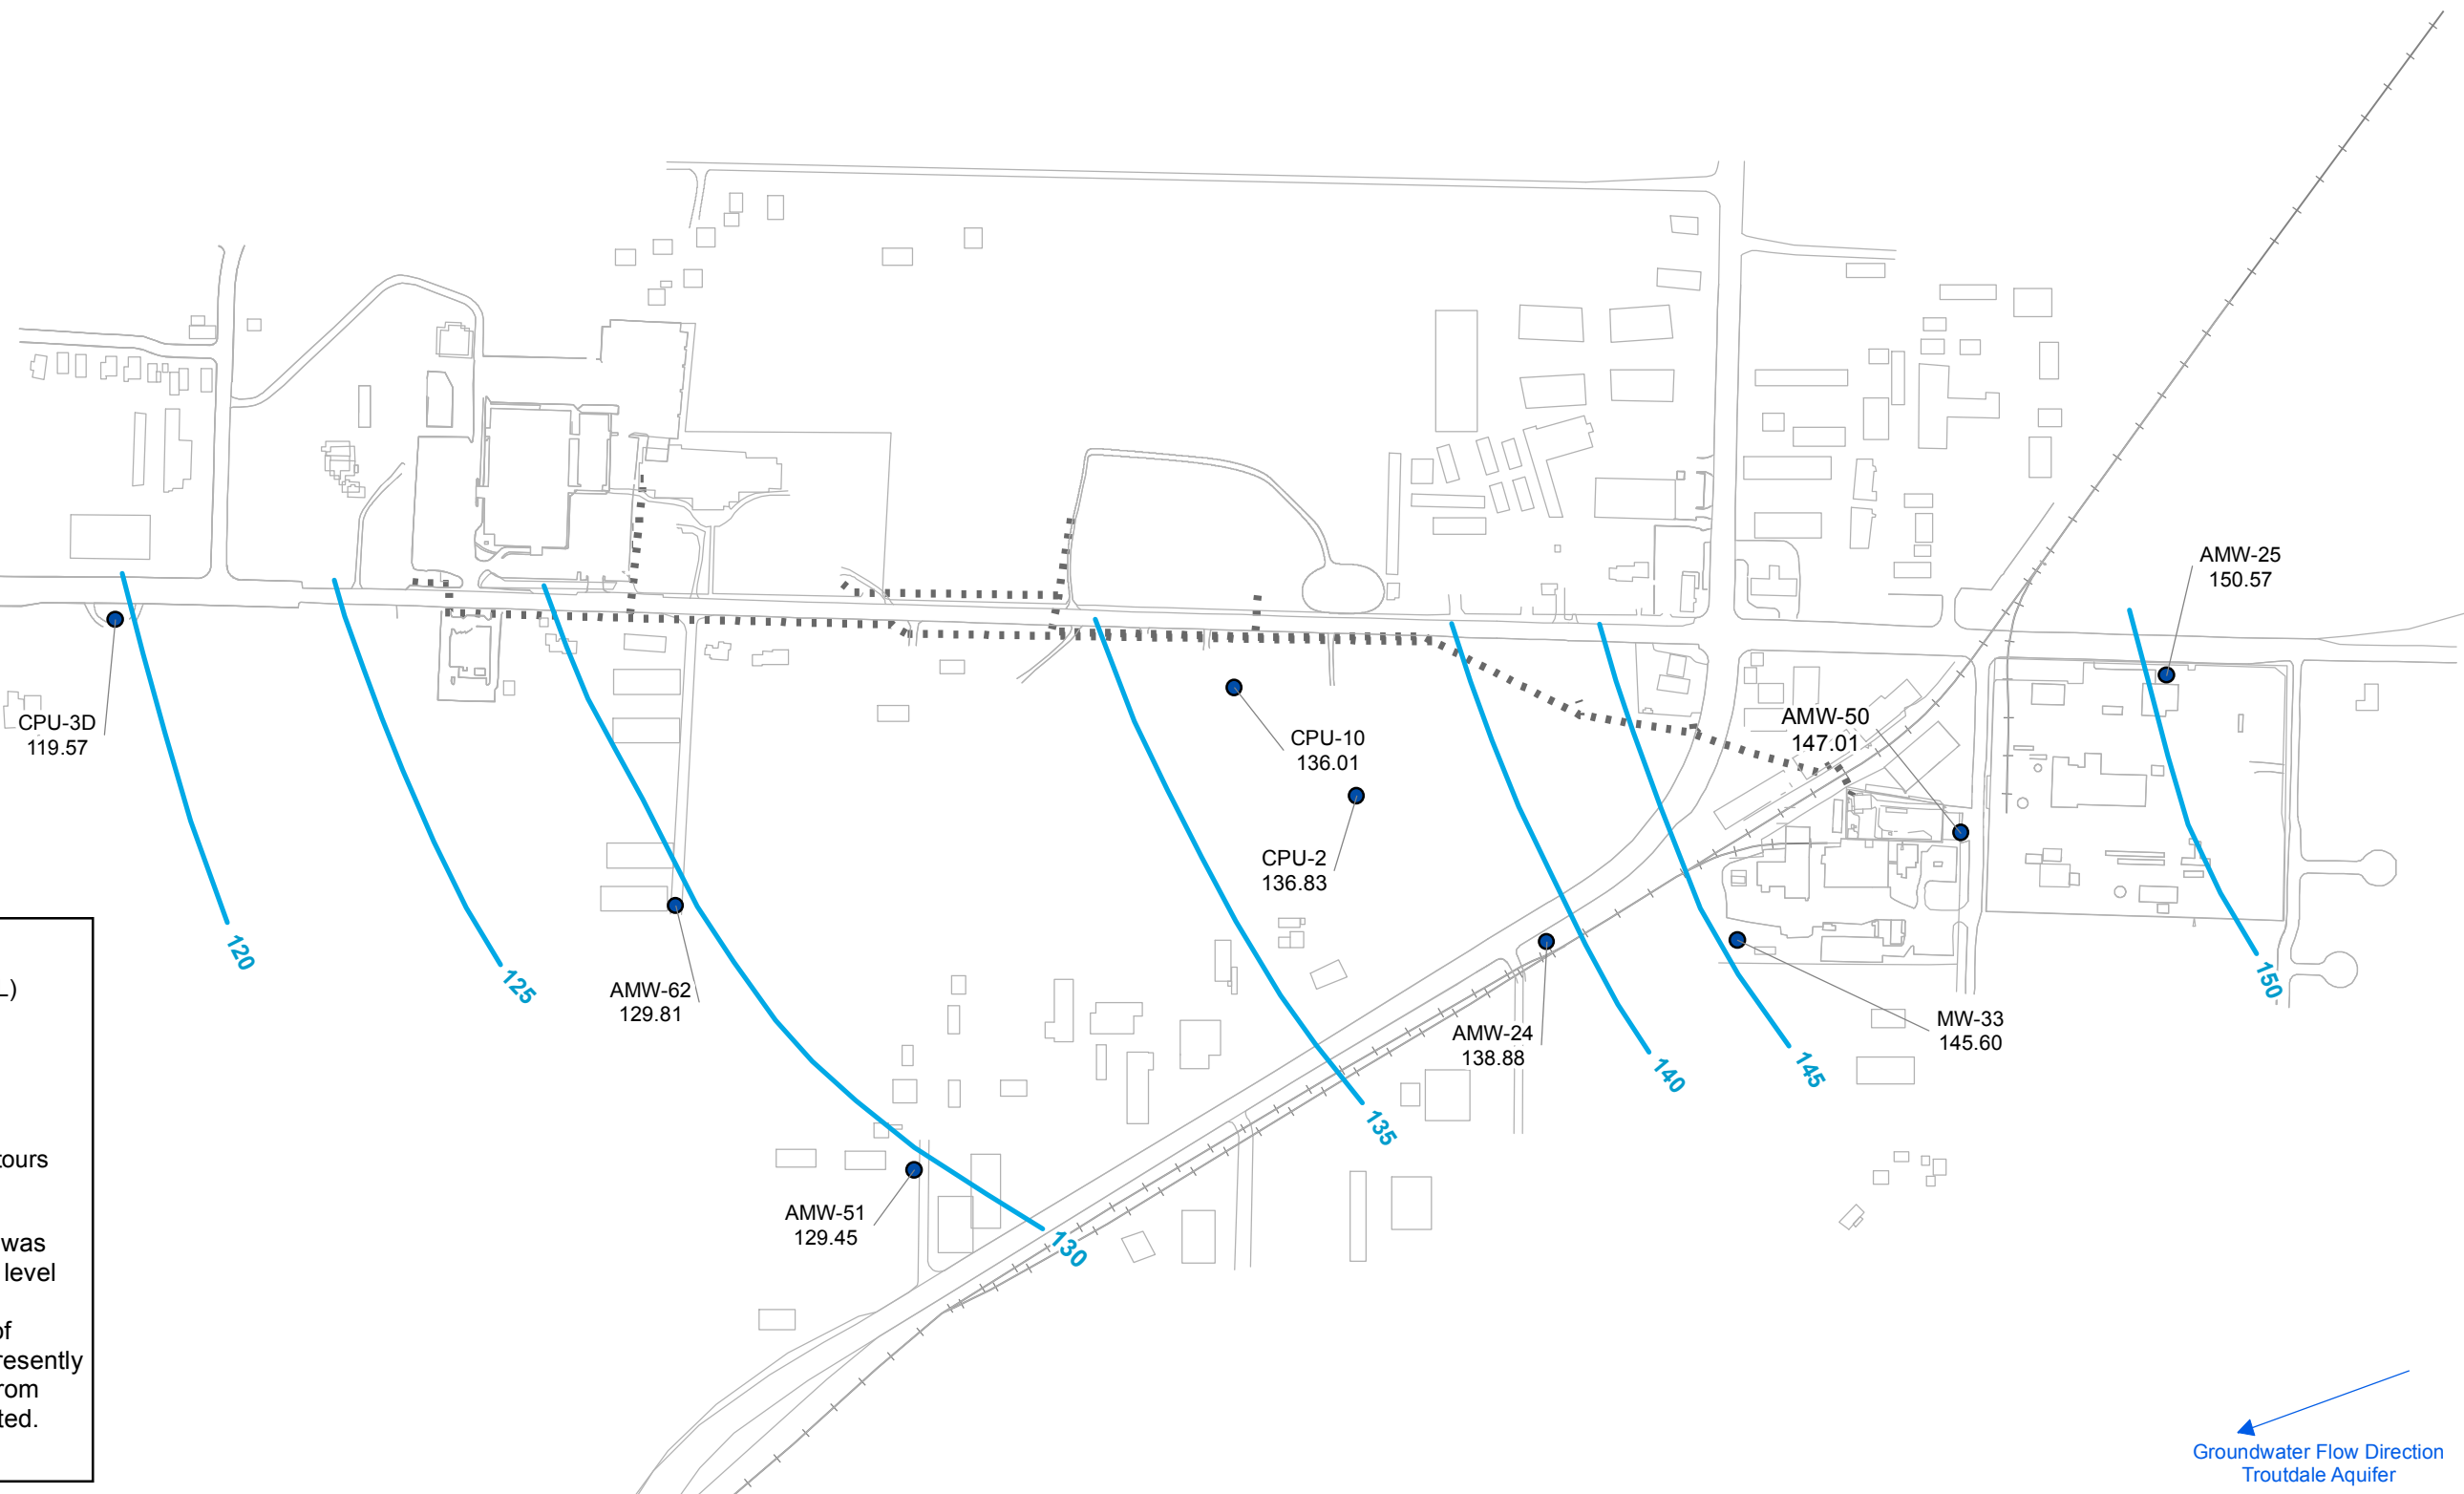 AMW-25
150.57
AMW-50
147.01
CPU-3D
119.57
CPU-10
136.01
CPU-2
136.83
AMW-62
129.81
AMW-24
138.88
MW-33
145.60
AMW-51
129.45
120
125
130
135
140
145
150
L)
tours
was
level
of
resently
rom
ted.
Groundwater Flow Direction
Troutdale Aquifer